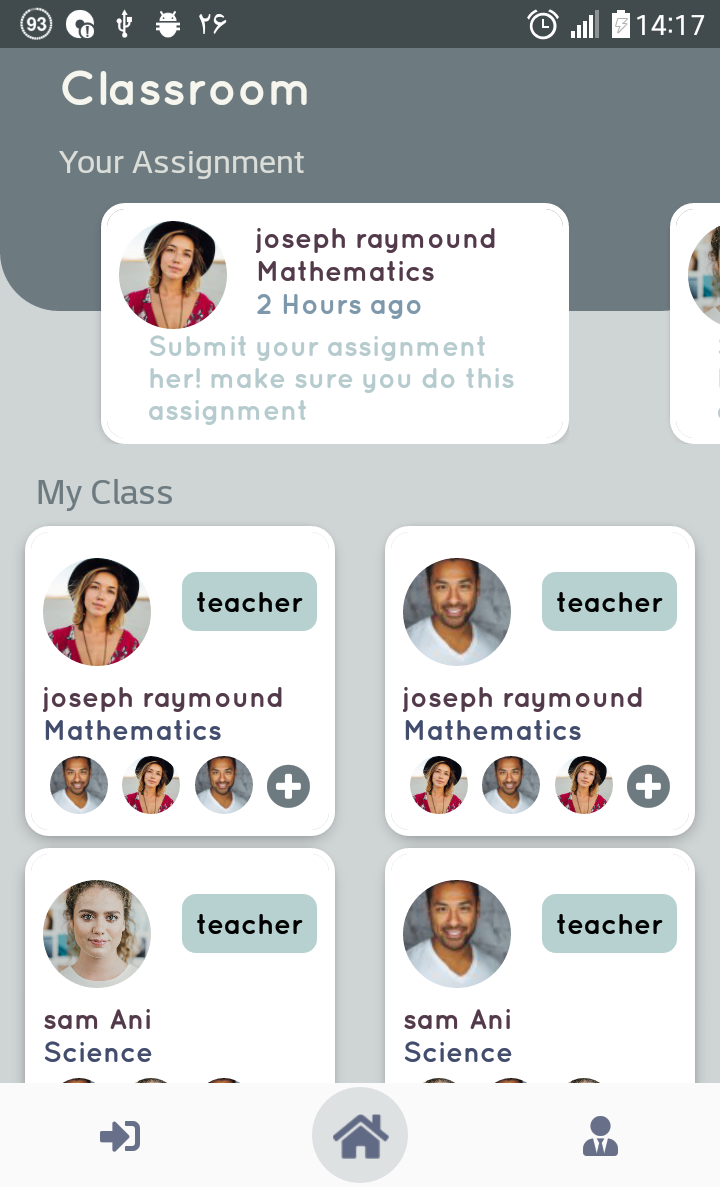 93
۲۶
14:17
Classroom
Your Assignment
joseph raymound
Mathematics
2 Hours ago
Submit your assignment
her! make sure you do this
assignment
My Class
teacher
joseph raymound
Mathematics
teacher
joseph raymound
Mathematics
teacher
sam Ani
Science
teacher
sam Ani
Science